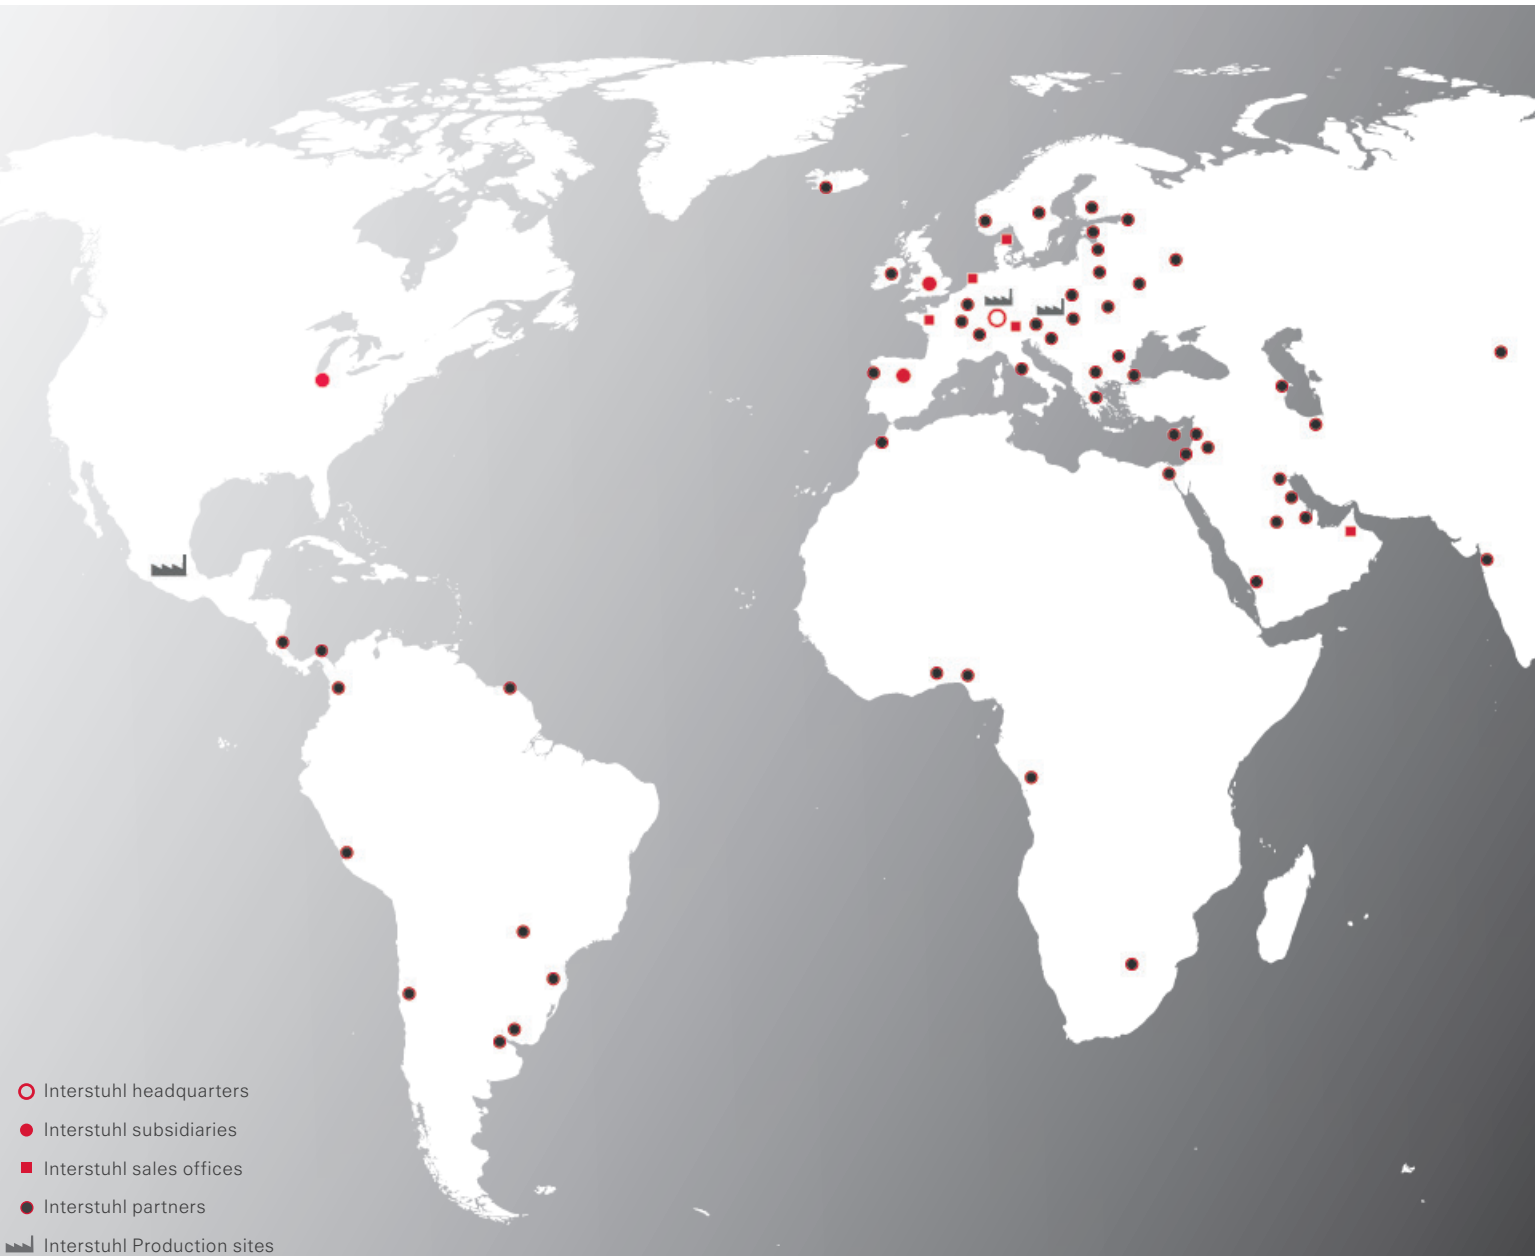 Interstuhl headquarters
Interstuhl subsidiaries
Interstuhl sales offices
Interstuhl partners
Interstuhl Production sites